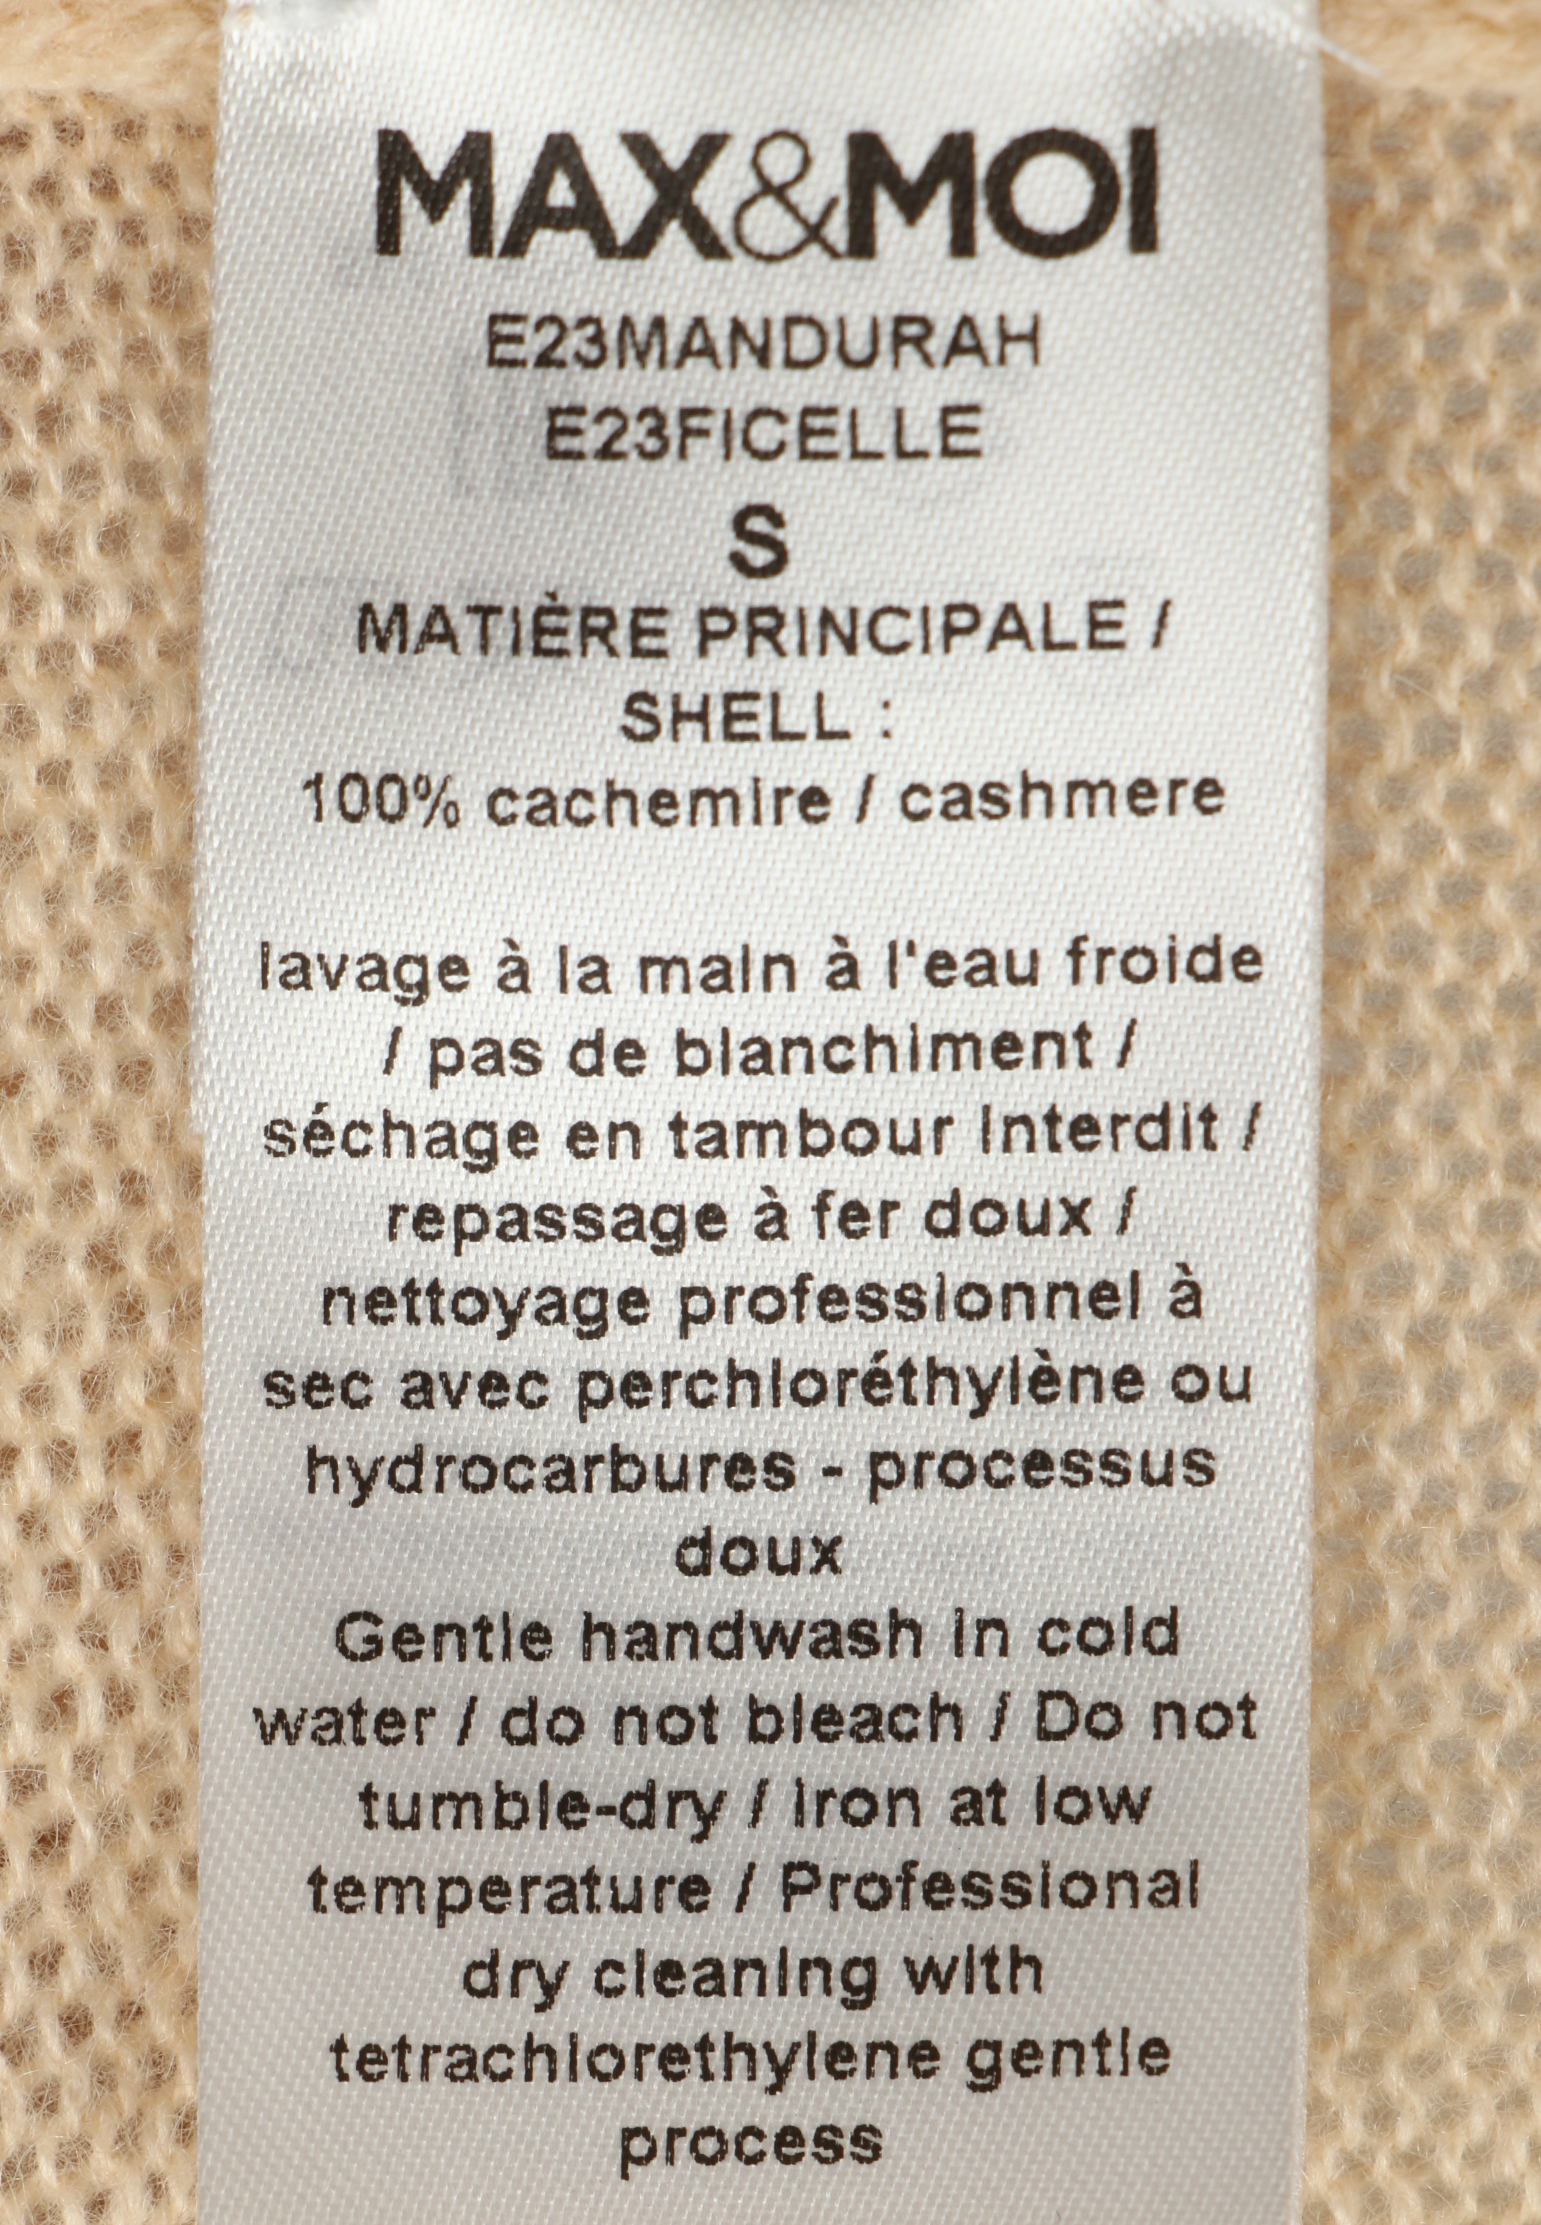 MAX&MOI
E23MANDURAH
E23FICELLE
S
MATIÈRE PRINCIPALE /
SHELL :
100% cachemire / cashmere
lavage à la main à l'eau froide
/ pas de blanchiment /
séchage en tambour interdit /
repassage à fer doux /
nettoyage professionnel à
sec avec perchloréthylène ou
hydrocarbures - processus
doux
Gentle handwash in cold
water / do not bleach / Do not
tumble-dry / iron at low
temperature / Professional
dry cleaning with
tetrachlorethylene gentle
process